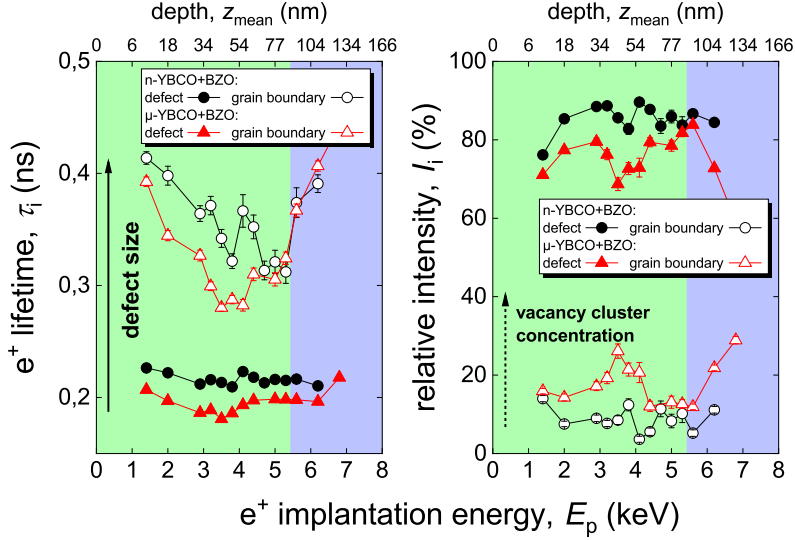 depth, z_mean (nm)
0 6 18 34 54 77 104 134 166
0,5
0,4
0,3
0,2
e⁺ lifetime, τᵢ (ns)
n-YBCO+BZO:
defect grain boundary
μ-YBCO+BZO:
defect grain boundary
defect size
0 1 2 3 4 5 6 7 8
depth, z_mean (nm)
0 6 18 34 54 77 104 134 166
100
80
60
40
20
0
relative intensity, Iᵢ (%)
n-YBCO+BZO:
defect grain boundary
μ-YBCO+BZO:
defect grain boundary
vacancy cluster
concentration
0 1 2 3 4 5 6 7 8
e⁺ implantation energy, Eₚ (keV)